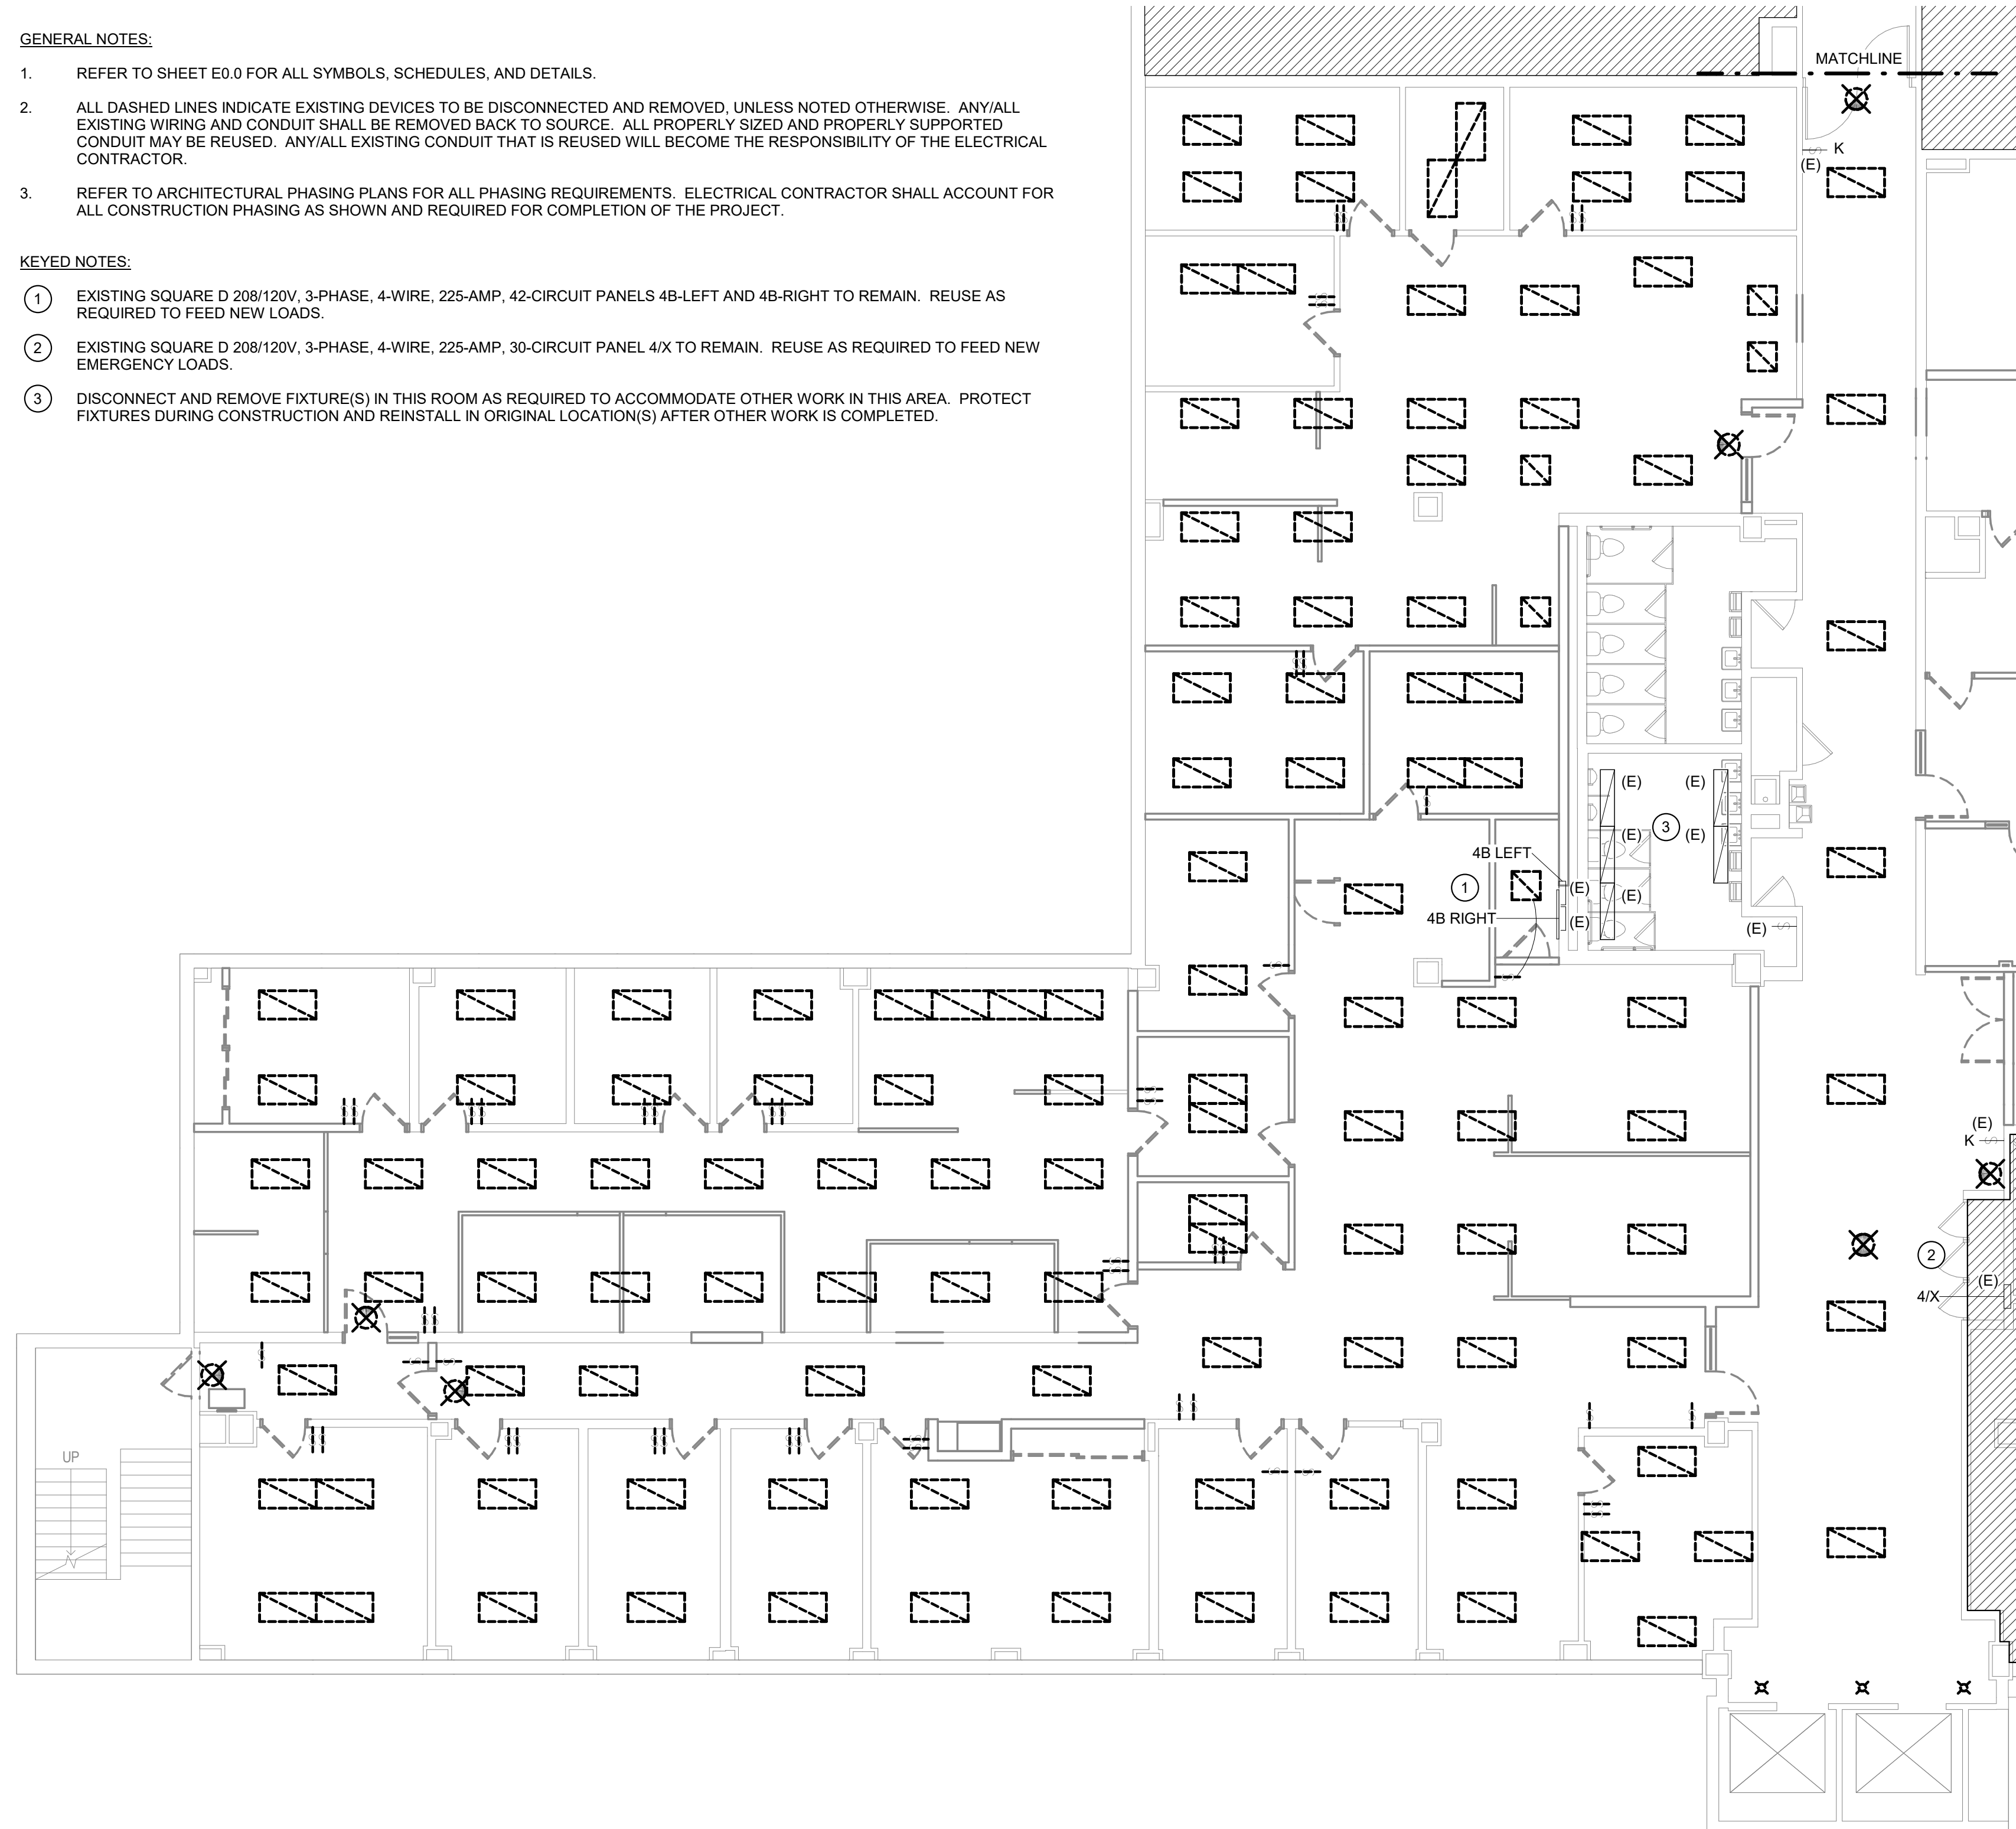 GENERAL NOTES:
1. REFER TO SHEET E0.0 FOR ALL SYMBOLS, SCHEDULES, AND DETAILS.
2. ALL DASHED LINES INDICATE EXISTING DEVICES TO BE DISCONNECTED AND REMOVED, UNLESS NOTED OTHERWISE. ANY/ALL
EXISTING WIRING AND CONDUIT SHALL BE REMOVED BACK TO SOURCE. ALL PROPERLY SIZED AND PROPERLY SUPPORTED
CONDUIT MAY BE REUSED. ANY/ALL EXISTING CONDUIT THAT IS REUSED WILL BECOME THE RESPONSIBILITY OF THE ELECTRICAL
CONTRACTOR.
3. REFER TO ARCHITECTURAL PHASING PLANS FOR ALL PHASING REQUIREMENTS. ELECTRICAL CONTRACTOR SHALL ACCOUNT FOR
ALL CONSTRUCTION PHASING AS SHOWN AND REQUIRED FOR COMPLETION OF THE PROJECT.
KEYED NOTES:
1 EXISTING SQUARE D 208/120V, 3-PHASE, 4-WIRE, 225-AMP, 42-CIRCUIT PANELS 4B-LEFT AND 4B-RIGHT TO REMAIN. REUSE AS
REQUIRED TO FEED NEW LOADS.
2 EXISTING SQUARE D 208/120V, 3-PHASE, 4-WIRE, 225-AMP, 30-CIRCUIT PANEL 4/X TO REMAIN. REUSE AS REQUIRED TO FEED NEW
EMERGENCY LOADS.
3 DISCONNECT AND REMOVE FIXTURE(S) IN THIS ROOM AS REQUIRED TO ACCOMMODATE OTHER WORK IN THIS AREA. PROTECT
FIXTURES DURING CONSTRUCTION AND REINSTALL IN ORIGINAL LOCATION(S) AFTER OTHER WORK IS COMPLETED.
MATCHLINE
K
(E)
(E) (E)
(E) 3 (E)
4B LEFT
1 (E) (E)
4B RIGHT (E)
(E)
(E)
K
2
(E)
4/X
UP